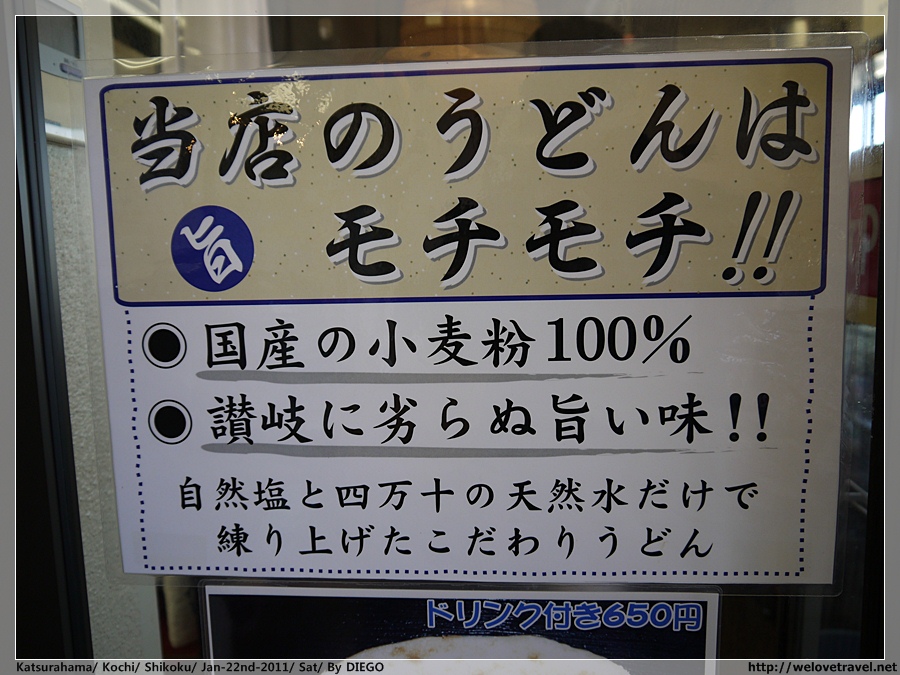 当店のうどんは
旨 モチモチ!!
国産の小麦粉100%
讃岐に劣らぬ旨い味!!
自然塩と四万十の天然水だけで
練り上げたこだわりうどん
ドリンク付き650円
Katsurahama/ Kochi/ Shikoku/ Jan-22nd-2011/ Sat/ By DIEGO
http://welovetravel.net